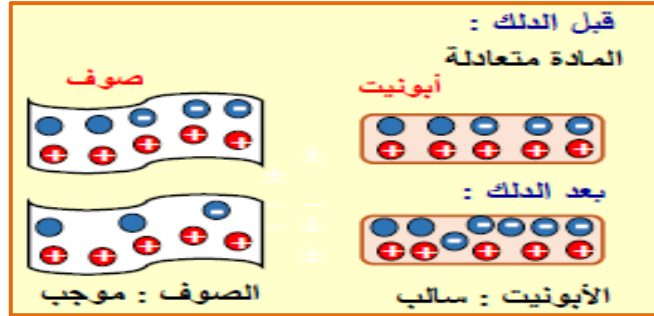 قبل الدلك :
المادة متعادلة
أبونيت
صوف
بعد الدلك :
الأبونيت : سالب
الصوف : موجب